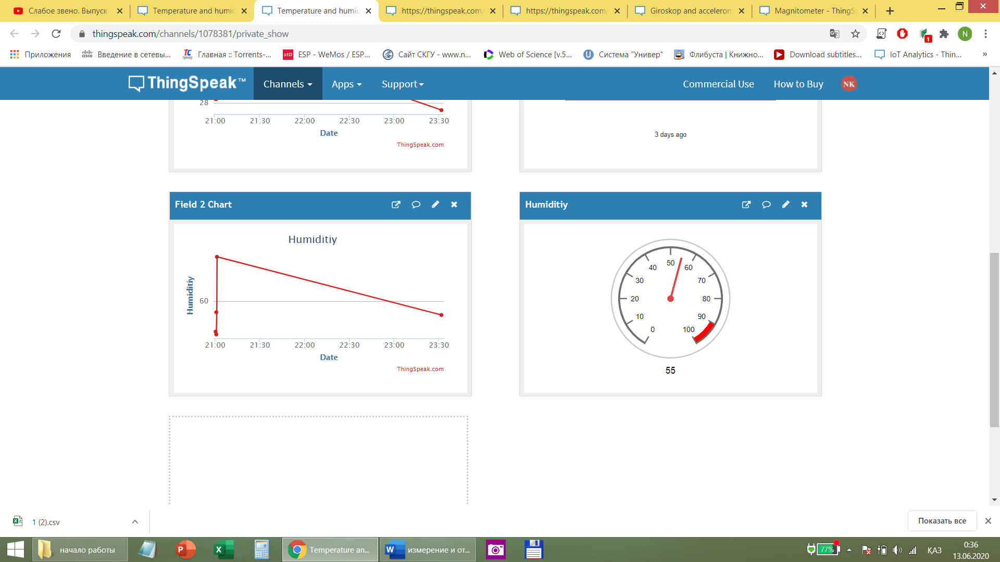 Слабое звено. Выпуск
Temperature and humid
Temperature and humid
https://thingspeak.com/
https://thingspeak.com/
Giroskop and accelerom
Magnitometer - ThingS
thingspeak.com/channels/1078381/private_show
1
N
Приложения
Введение в сетевы...
Главная :: Torrents-...
ESP - WeMos / ESP...
Сайт СКГУ - www.n...
Web of Science [v.5...
Система "Универ"
Флибуста | Книжно...
Download subtitles...
IoT Analytics - Thin...
»
ThingSpeak™
Channels
Apps
Support
Commercial Use
How to Buy
NK
28
21:00 21:30 22:00 22:30 23:00 23:30
Date
ThingSpeak.com
3 days ago
Field 2 Chart
Humiditiy
Humiditiy
60
21:00 21:30 22:00 22:30 23:00 23:30
Date
ThingSpeak.com
Humiditiy
0 10 20 30 40 50 60 70 80 90 100
55
1 (2).csv
Показать все
начало работы
Temperature an...
измерение и от...
77%
ҚАЗ
0:36
13.06.2020